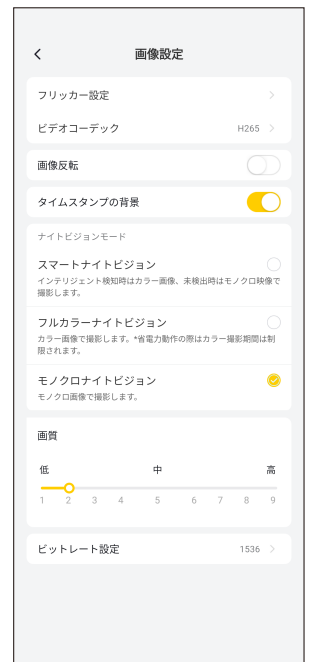 画像設定
フリッカー設定
ビデオコーデック H265
画像反転
タイムスタンプの背景
ナイトビジョンモード
スマートナイトビジョン
インテリジェント検知時はカラー画像、未検出時はモノクロ映像で
撮影します。
フルカラーナイトビジョン
カラー画像で撮影します。*省電力動作の際はカラー撮影期間は制
限されます。
モノクロナイトビジョン
モノクロ画像で撮影します。
画質
低 中 高
1 2 3 4 5 6 7 8 9
ビットレート設定 1536